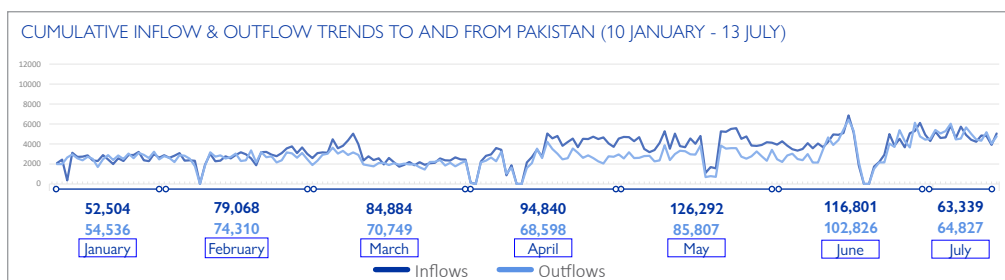 CUMULATIVE INFLOW & OUTFLOW TRENDS TO AND FROM PAKISTAN (10 JANUARY - 13 JULY)
12000
10000
8000
6000
4000
2000
0
52,504 79,068 84,884 94,840 126,292 116,801 63,339
54,536 74,310 70,749 68,598 85,807 102,826 64,827
January February March April May June July
Inflows Outflows